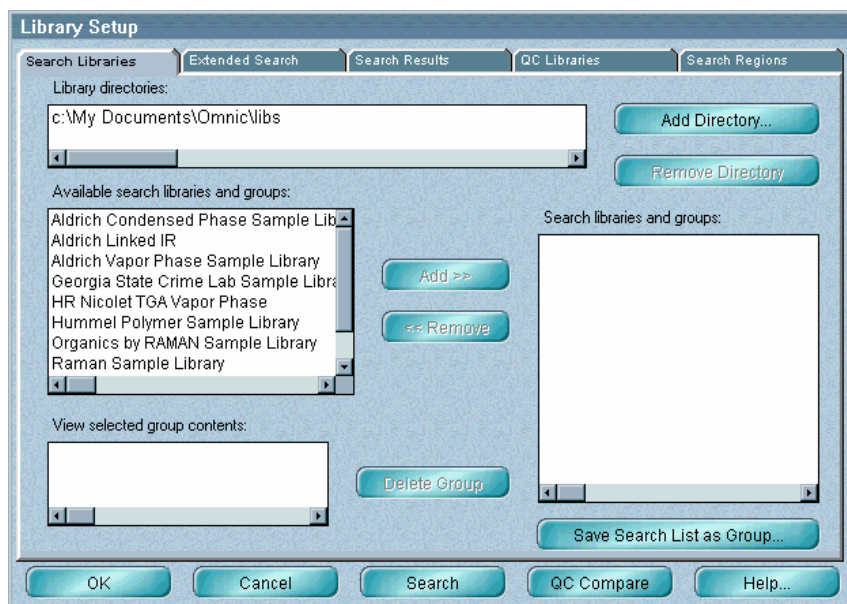 Library Setup
Search Libraries
Extended Search
Search Results
QC Libraries
Search Regions
Library directories:
c:\My Documents\Omnic\libs
Add Directory...
Remove Directory
Available search libraries and groups:
Aldrich Condensed Phase Sample Lib
Aldrich Linked IR
Aldrich Vapor Phase Sample Library
Georgia State Crime Lab Sample Libra
HR Nicolet TGA Vapor Phase
Hummel Polymer Sample Library
Organics by RAMAN Sample Library
Raman Sample Library
Add >>
<< Remove
Search libraries and groups:
View selected group contents:
Delete Group
Save Search List as Group...
OK
Cancel
Search
QC Compare
Help...